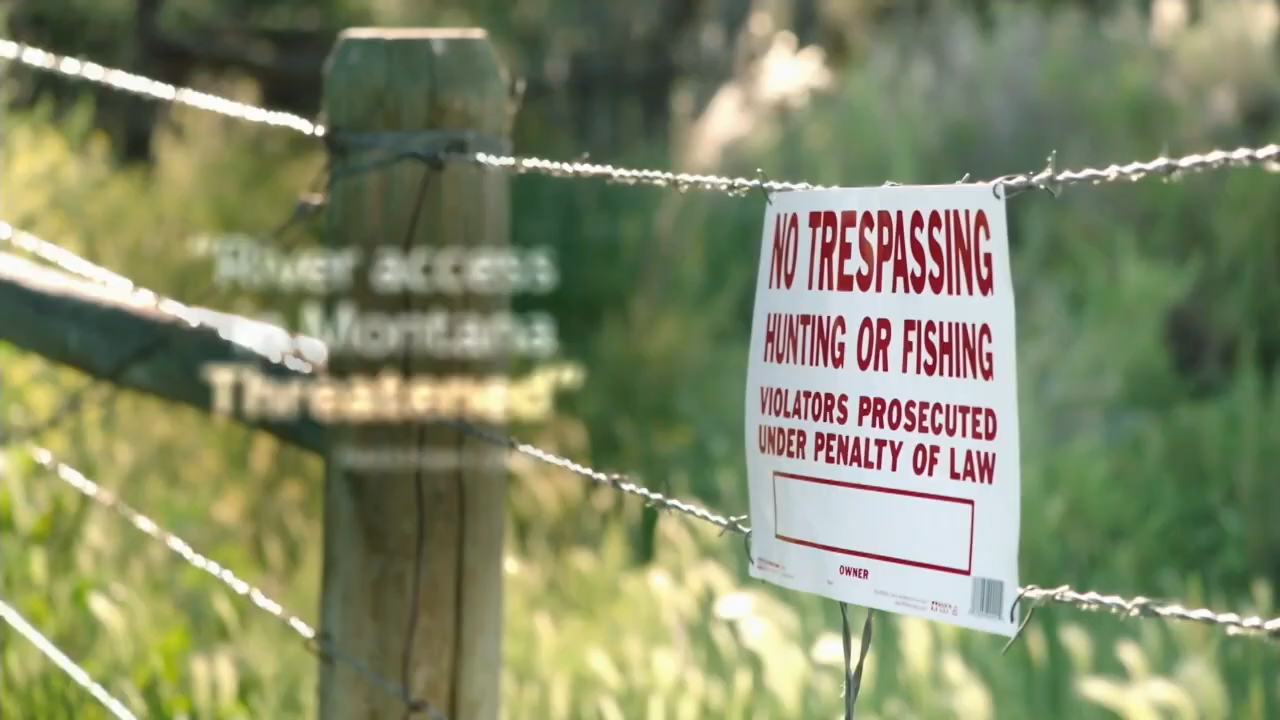 "River access
Montana
Threatened"
NO TRESPASSING
HUNTING OR FISHING
VIOLATORS PROSECUTED
UNDER PENALTY OF LAW
OWNER